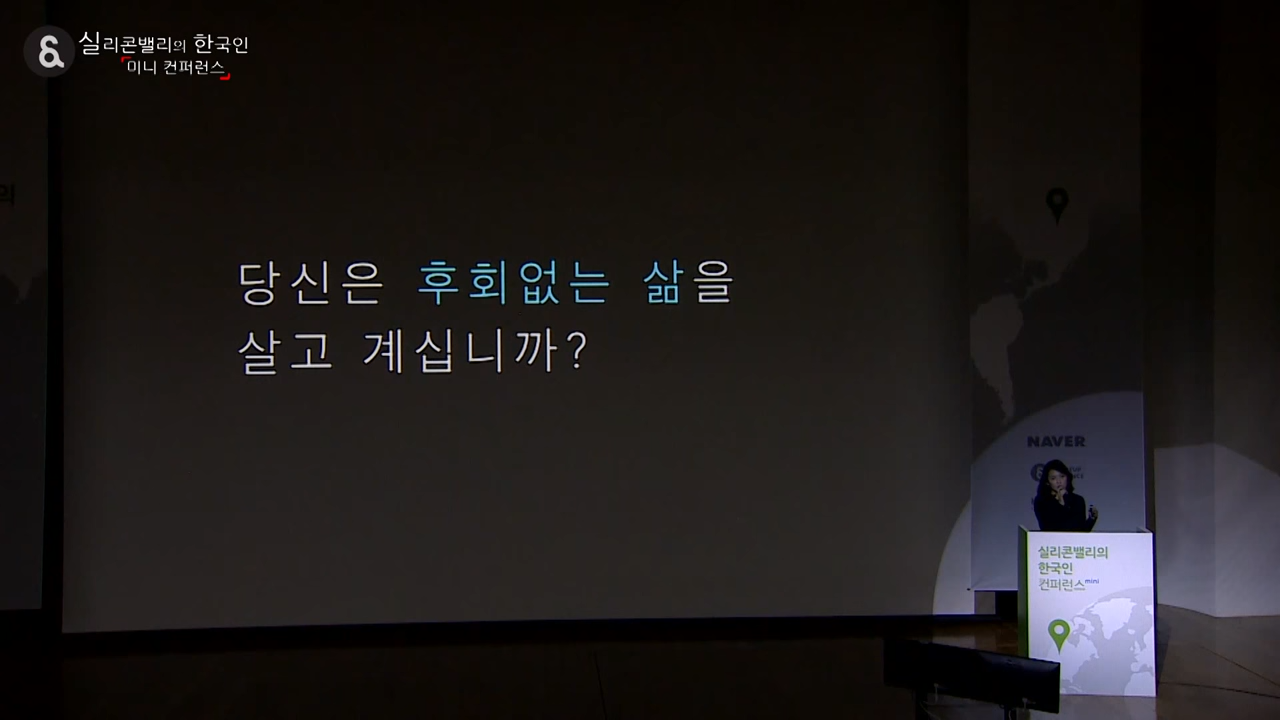 실리콘밸리의 한국인
미니 컨퍼런스
의
당신은 후회없는 삶을
살고 계십니까?
NAVER
실리콘밸리의
한국인
컨퍼런스mini